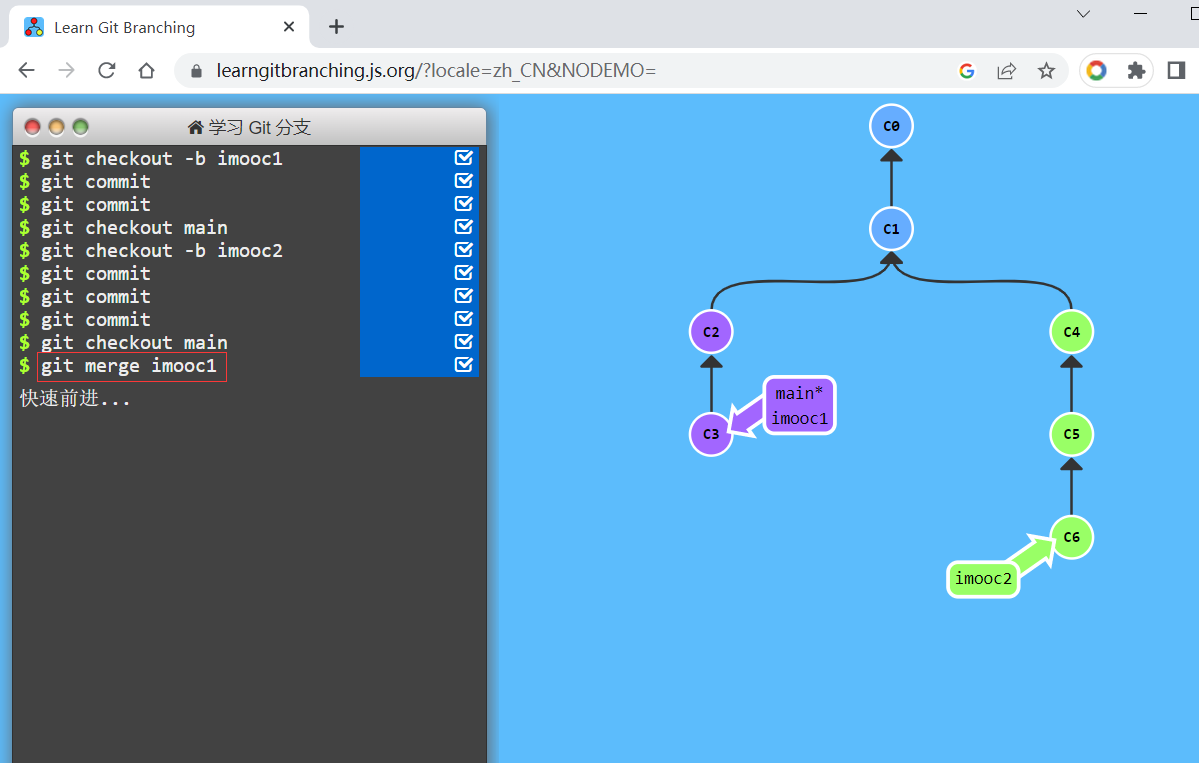 Learn Git Branching
learngitbranching.js.org/?locale=zh_CN&NODEMO=
学习 Git 分支
$ git checkout -b imooc1
$ git commit
$ git commit
$ git checkout main
$ git checkout -b imooc2
$ git commit
$ git commit
$ git commit
$ git checkout main
$ git merge imooc1
快速前进...
C0
C1
C2
C4
main*
imooc1
C3
C5
C6
imooc2